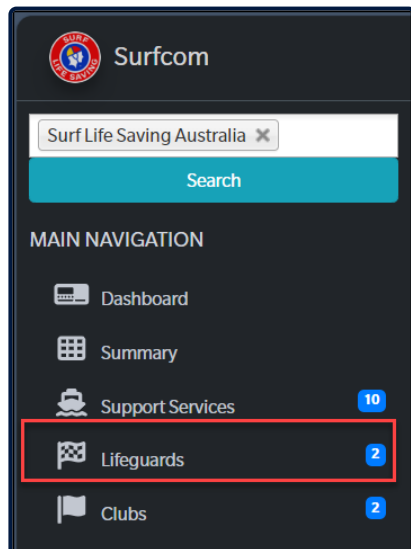 SURF
LIFE SAVING
Surfcom
Surf Life Saving Australia ×
Search
MAIN NAVIGATION
Dashboard
Summary
Support Services 10
Lifeguards 2
Clubs 2